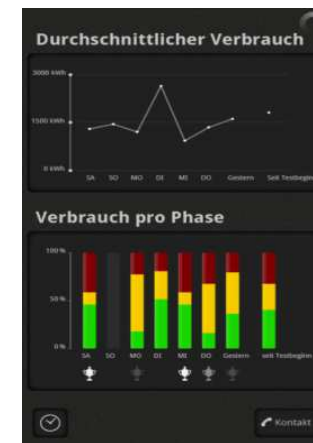 Durchschnittlicher Verbrauch
3000 kWh
1500 kWh
0 kWh
SA SO MO DI MI DO Gestern Seit Testbeginn
Verbrauch pro Phase
100 %
50 %
0 %
SA SO MO DI MI DO Gestern seit Testbeginn
Kontakt